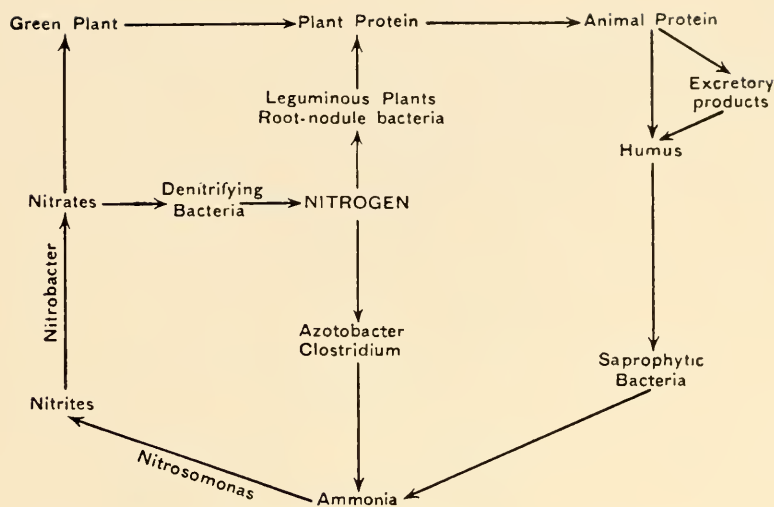 Green Plant
Plant Protein
Animal Protein
Leguminous Plants
Root-nodule bacteria
Excretory
products
Humus
Nitrates
Denitrifying
Bacteria
NITROGEN
Nitrobacter
Azotobacter
Clostridium
Saprophytic
Bacteria
Nitrites
Nitrosomonas
Ammonia